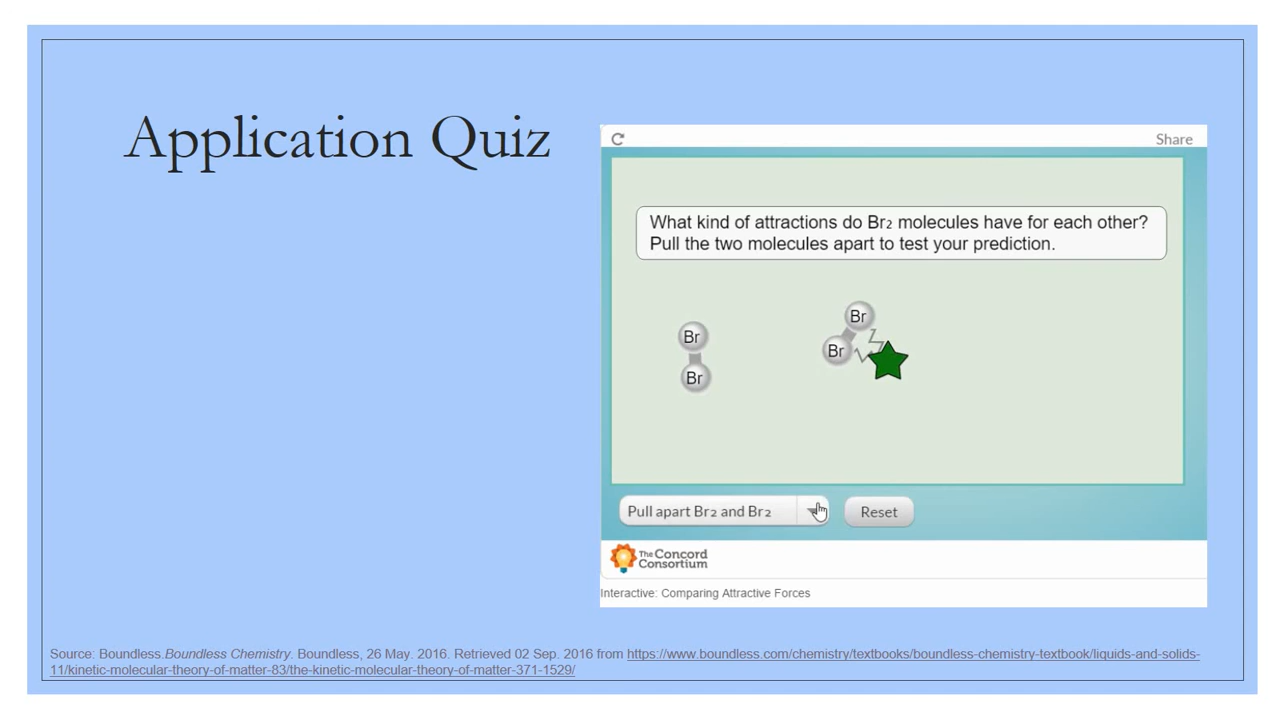 Application Quiz
Share
What kind of attractions do Br₂ molecules have for each other?
Pull the two molecules apart to test your prediction.
Br
Br
Br
Br
Pull apart Br₂ and Br₂
Reset
The Concord
Consortium
Interactive: Comparing Attractive Forces
Source: Boundless.Boundless Chemistry. Boundless, 26 May. 2016. Retrieved 02 Sep. 2016 from https://www.boundless.com/chemistry/textbooks/boundless-chemistry-textbook/liquids-and-solids-
11/kinetic-molecular-theory-of-matter-83/the-kinetic-molecular-theory-of-matter-371-1529/